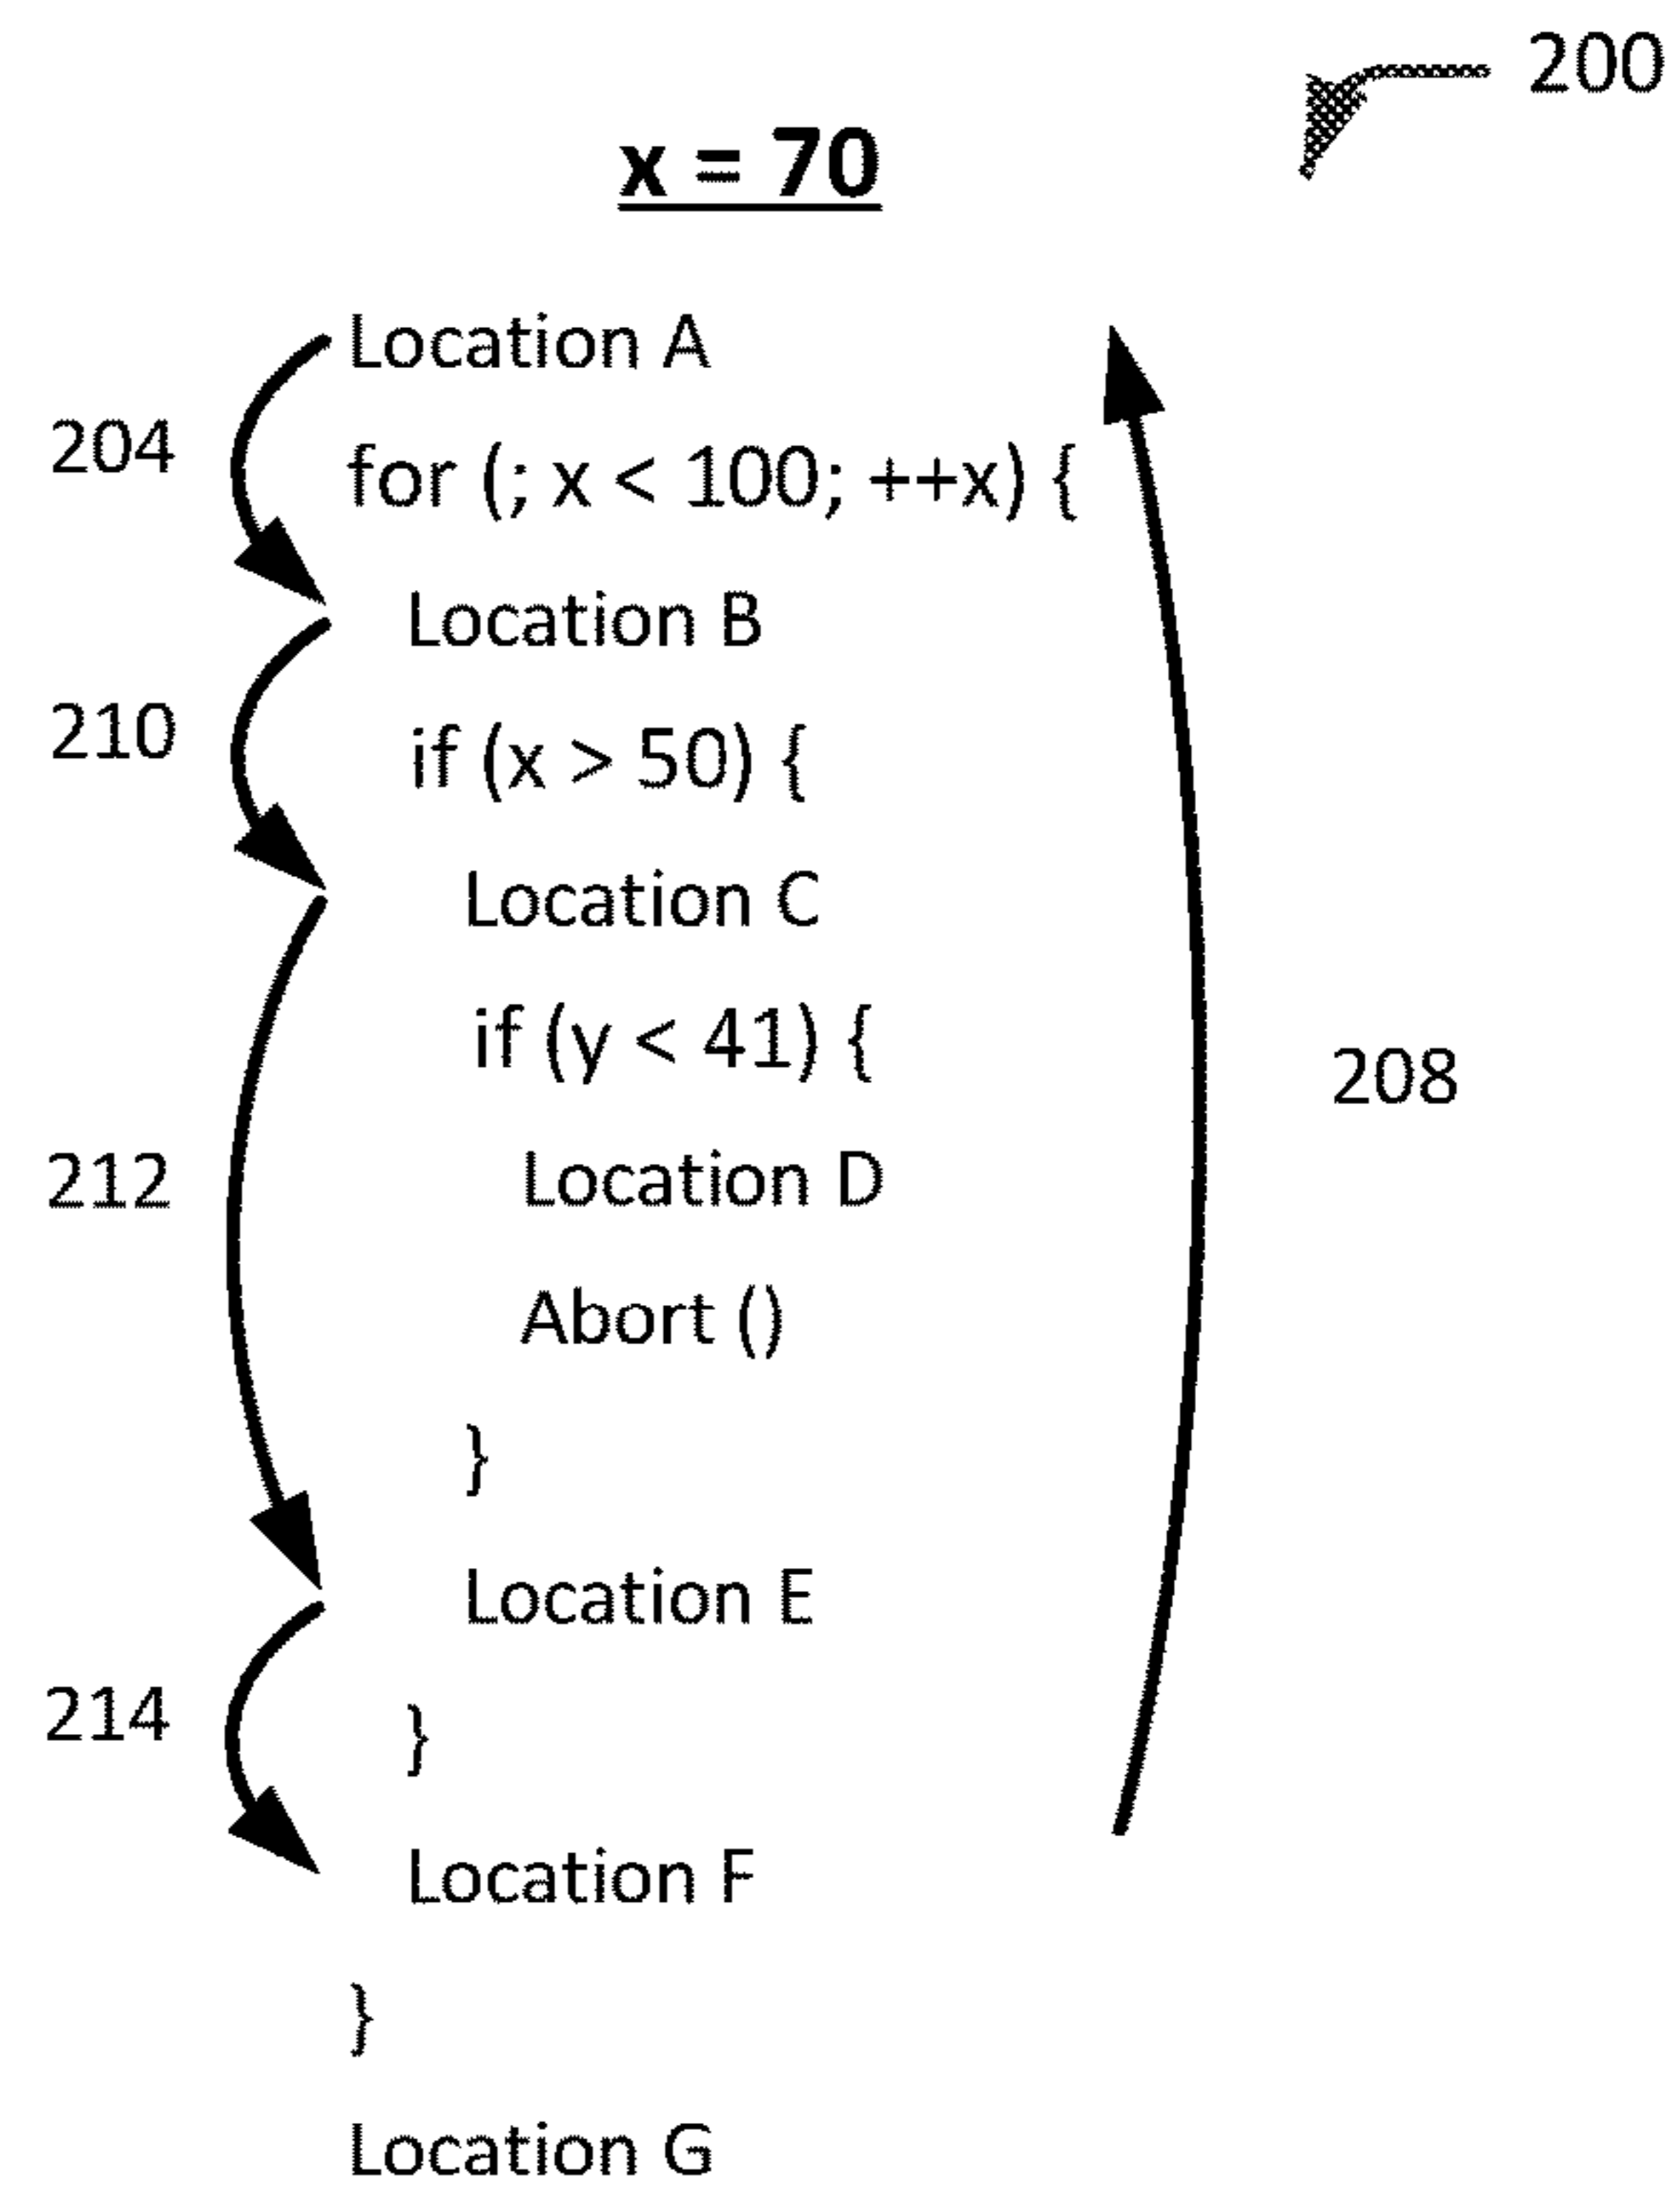 200
x = 70
Location A
204
for (; x < 100; ++x) {
Location B
210
if (x > 50) {
Location C
if (y < 41) {
208
212
Location D
Abort ()
}
Location E
214
}
Location F
}
Location G